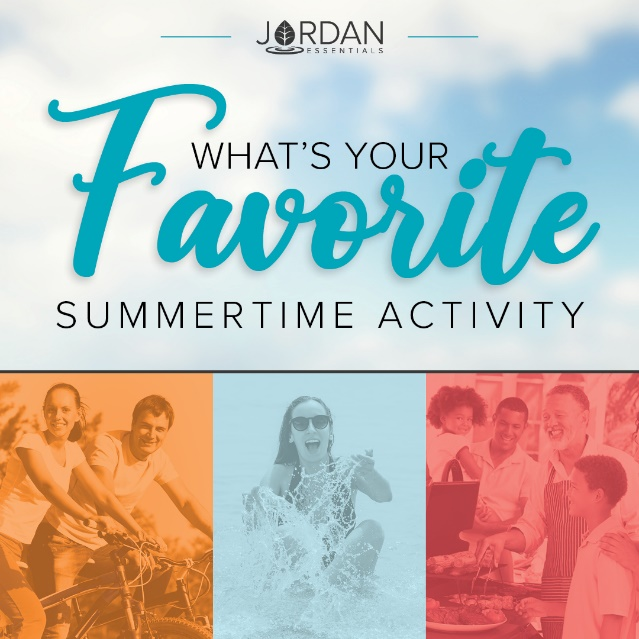 JORDAN
ESSENTIALS
WHAT'S YOUR
Favorite
SUMMERTIME ACTIVITY